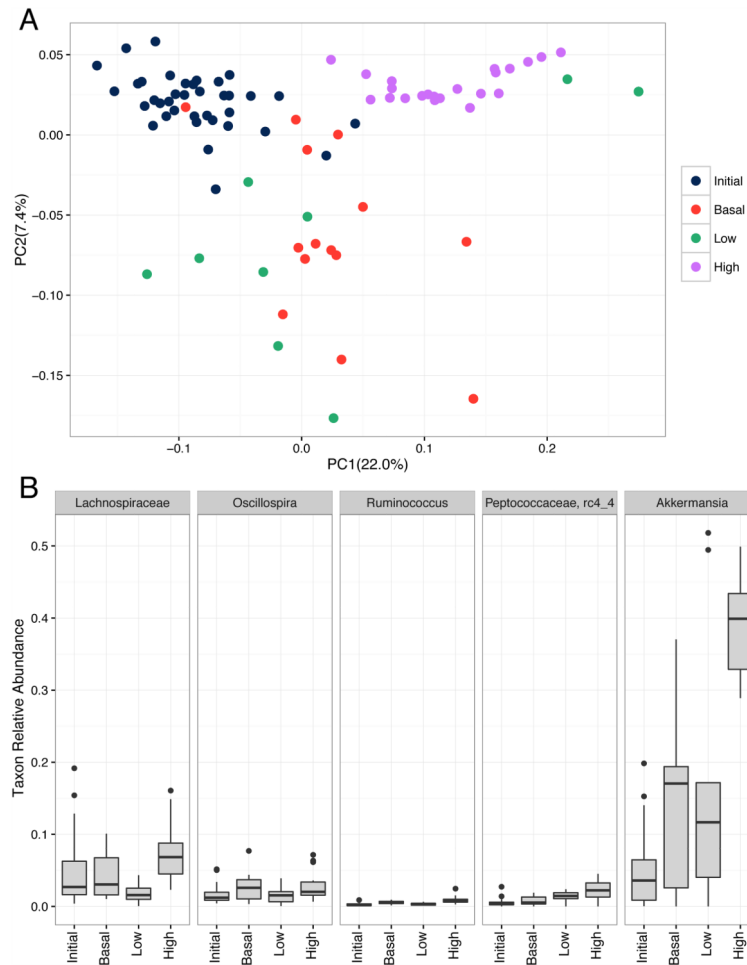 A
0.05
0.00
−0.05
−0.10
−0.15
PC2(7.4%)
−0.1
0.0
0.1
0.2
PC1(22.0%)
Initial
Basal
Low
High
B
Lachnospiraceae
Oscillospira
Ruminococcus
Peptococcaceae, rc4_4
Akkermansia
0.5
0.4
0.3
0.2
0.1
0.0
Taxon Relative Abundance
Initial
Basal
Low
High
Initial
Basal
Low
High
Initial
Basal
Low
High
Initial
Basal
Low
High
Initial
Basal
Low
High